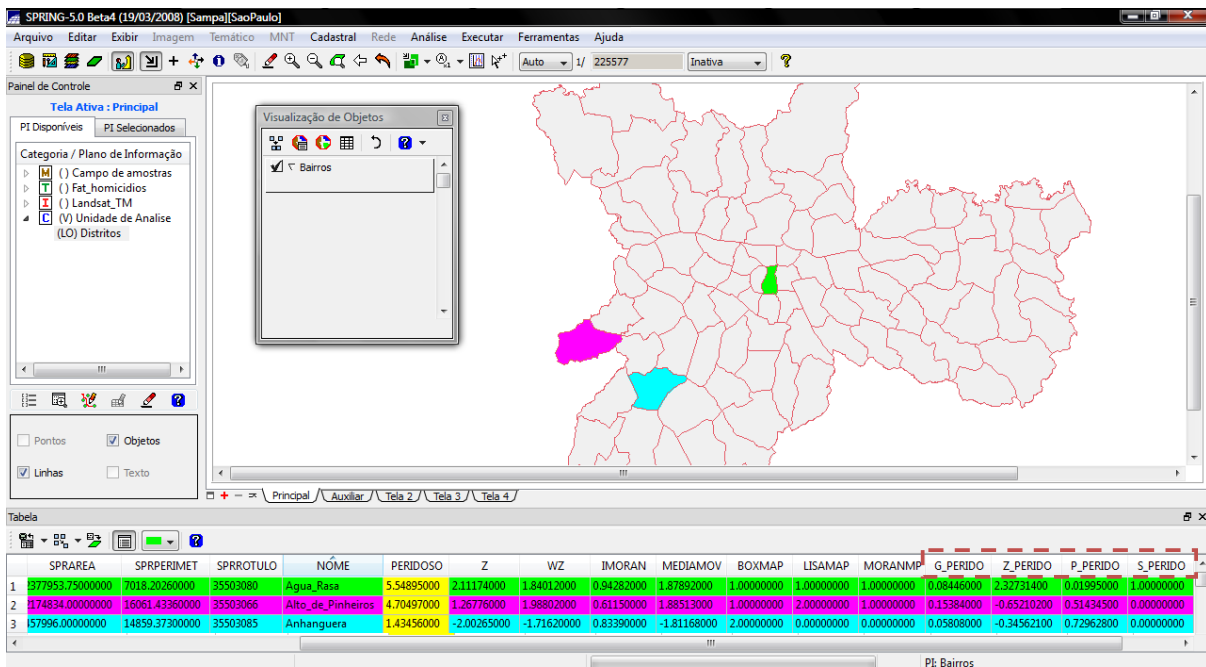 SPRING-5.0 Beta4 (19/03/2008) [Sampa][SaoPaulo]
Arquivo Editar Exibir Imagem Temático MNT Cadastral Rede Análise Executar Ferramentas Ajuda
Auto 1/ 225577 Inativa
Painel de Controle
Tela Ativa : Principal
PI Disponíveis PI Selecionados
Categoria / Plano de Informação
M () Campo de amostras
T () Fat_homicidios
I () Landsat_TM
C (V) Unidade de Analise
(LO) Distritos
Pontos Objetos
Linhas Texto
Visualização de Objetos
Bairros
Principal Auxiliar Tela 2 Tela 3 Tela 4
Tabela
SPRAREA SPRPERIMET SPRROTULO NOME PERIDOSO Z WZ IMORAN MEDIAMOV BOXMAP LISAMAP MORANMP G_PERIDO Z_PERIDO P_PERIDO S_PERIDO
1 2377953.75000000 7018.20260000 35503080 Agua_Rasa 5.54895000 2.11174000 1.84012000 0.94282000 1.87892000 1.00000000 1.00000000 1.00000000 0.08446000 2.32731400 0.01995000 1.00000000
2 2174834.00000000 16061.43360000 35503066 Alto_de_Pinheiros 4.70497000 1.26776000 1.98802000 0.61150000 1.88513000 1.00000000 2.00000000 1.00000000 0.15384000 -0.65210200 0.51434500 0.00000000
3 457996.00000000 14859.37300000 35503085 Anhanguera 1.43456000 -2.00265000 -1.71620000 0.83390000 -1.81168000 2.00000000 0.00000000 0.00000000 0.05808000 -0.34562100 0.72962800 0.00000000
PI: Bairros